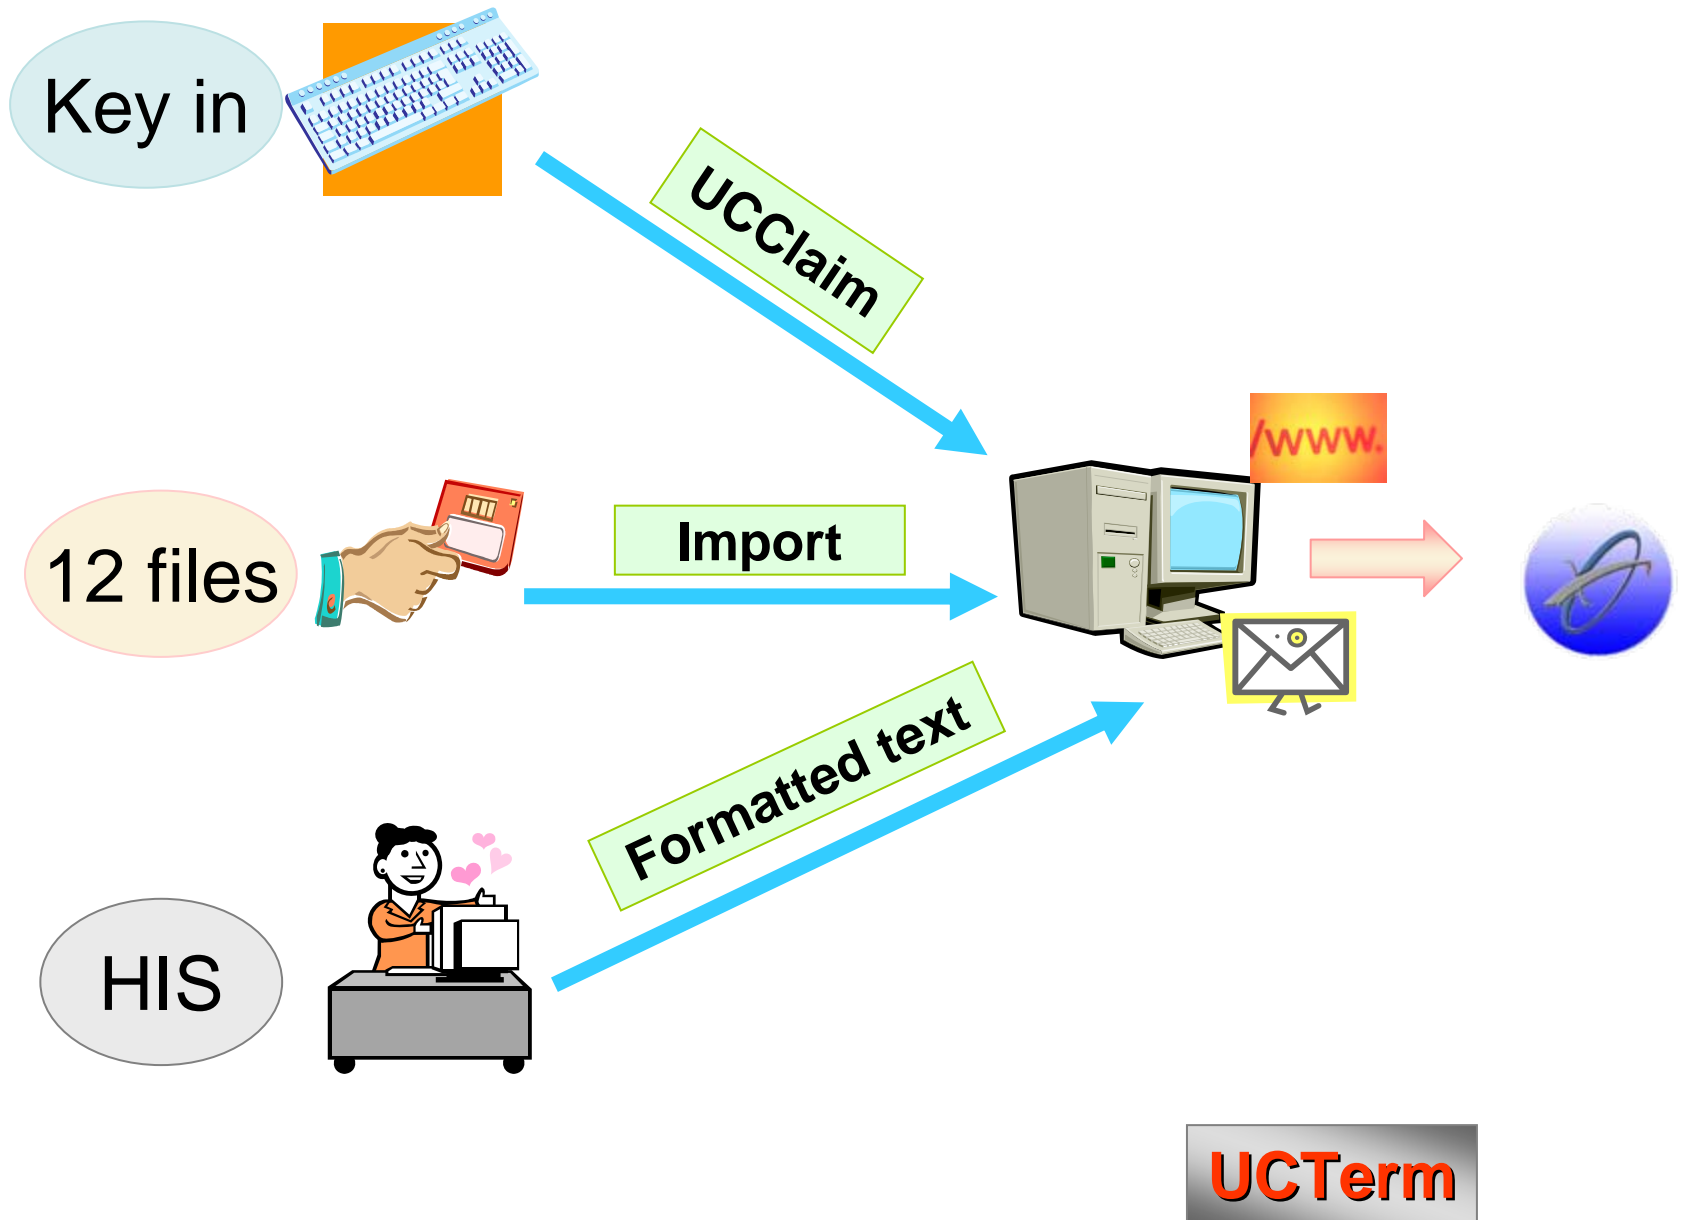 Key in
UCClaim
/www.
12 files
Import
Formatted text
HIS
UCTerm